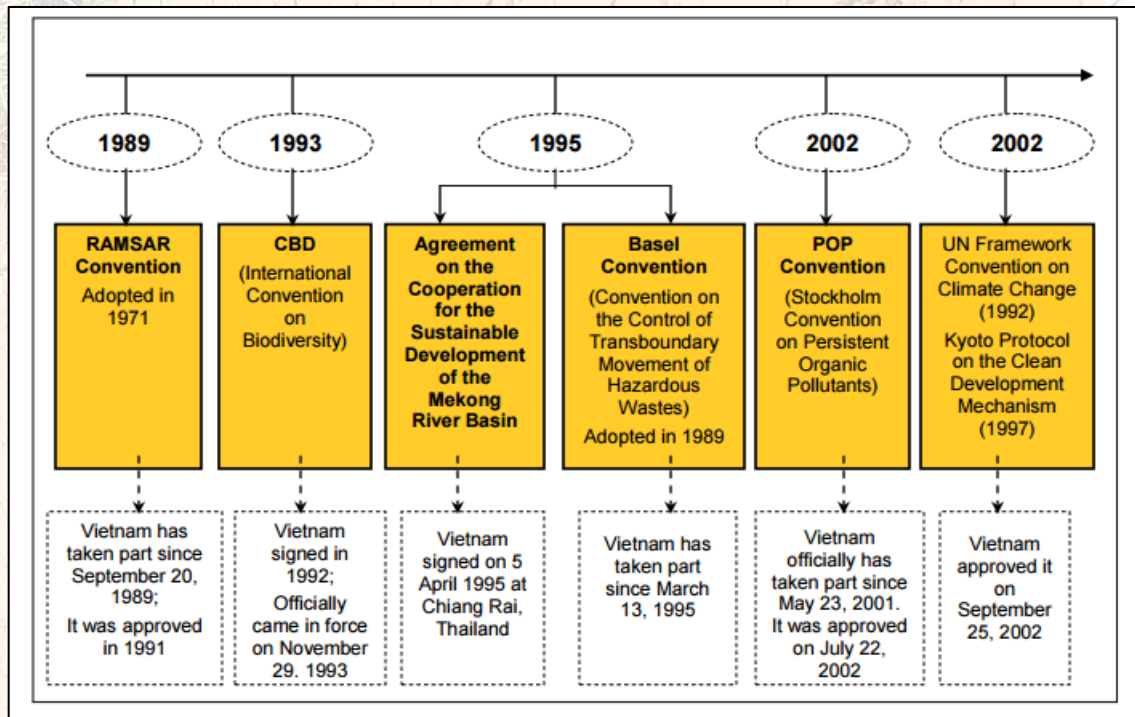 1989
1993
1995
2002
2002
RAMSAR
Convention
Adopted in
1971
CBD
(International
Convention
on
Biodiversity)
Agreement
on the
Cooperation
for the
Sustainable
Development
of the
Mekong
River Basin
Basel
Convention
(Convention on
the Control of
Transboundary
Movement of
Hazardous
Wastes)
Adopted in 1989
POP
Convention
(Stockholm
Convention
on Persistent
Organic
Pollutants)
UN Framework
Convention on
Climate Change
(1992)
Kyoto Protocol
on the Clean
Development
Mechanism
(1997)
Vietnam has
taken part since
September 20,
1989;
It was approved
in 1991
Vietnam
signed in
1992;
Officially
came in force
on November
29. 1993
Vietnam
signed on 5
April 1995 at
Chiang Rai,
Thailand
Vietnam has
taken part
since March
13, 1995
Vietnam
officially has
taken part since
May 23, 2001.
It was approved
on July 22,
2002
Vietnam
approved it on
September
25, 2002